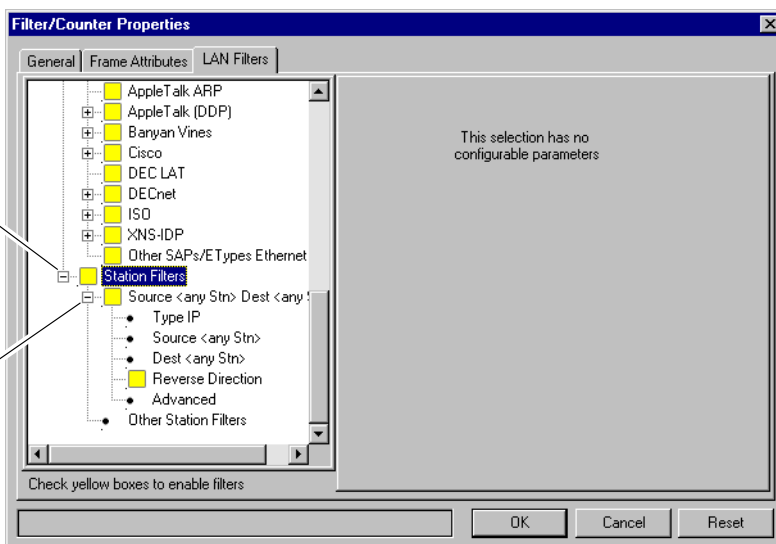 Filter/Counter Properties
General
Frame Attributes
LAN Filters
AppleTalk ARP
AppleTalk (DDP)
Banyan Vines
Cisco
DEC LAT
DECnet
ISO
XNS-IDP
Other SAPs/ETypes Ethernet
Station Filters
Source <any Stn> Dest <any
Type IP
Source <any Stn>
Dest <any Stn>
Reverse Direction
Advanced
Other Station Filters
Check yellow boxes to enable filters
This selection has no
configurable parameters
OK
Cancel
Reset